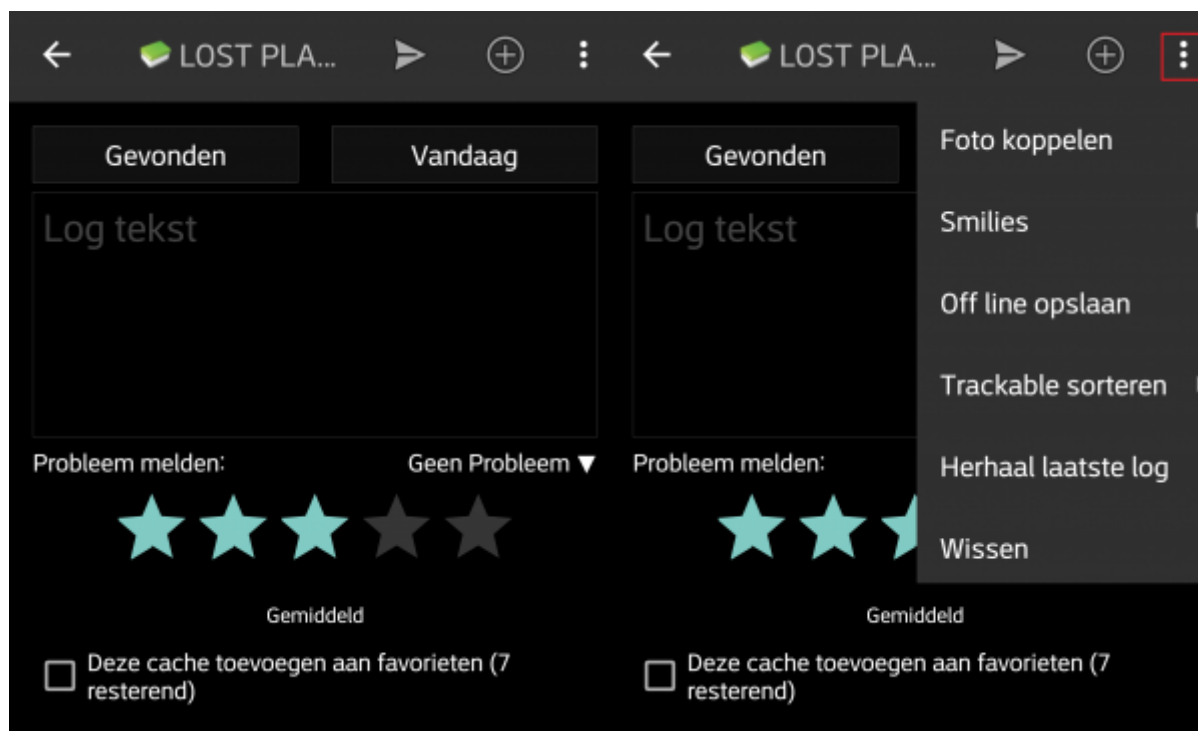 LOST PLA...
Gevonden
Vandaag
Log tekst
Probleem melden:
Geen Probleem ▼
Gemiddeld
Deze cache toevoegen aan favorieten (7
resterend)
LOST PLA...
Gevonden
Log tekst
Probleem melden:
Gemiddeld
Deze cache toevoegen aan favorieten (7
resterend)
Foto koppelen
Smilies
Off line opslaan
Trackable sorteren
Herhaal laatste log
Wissen